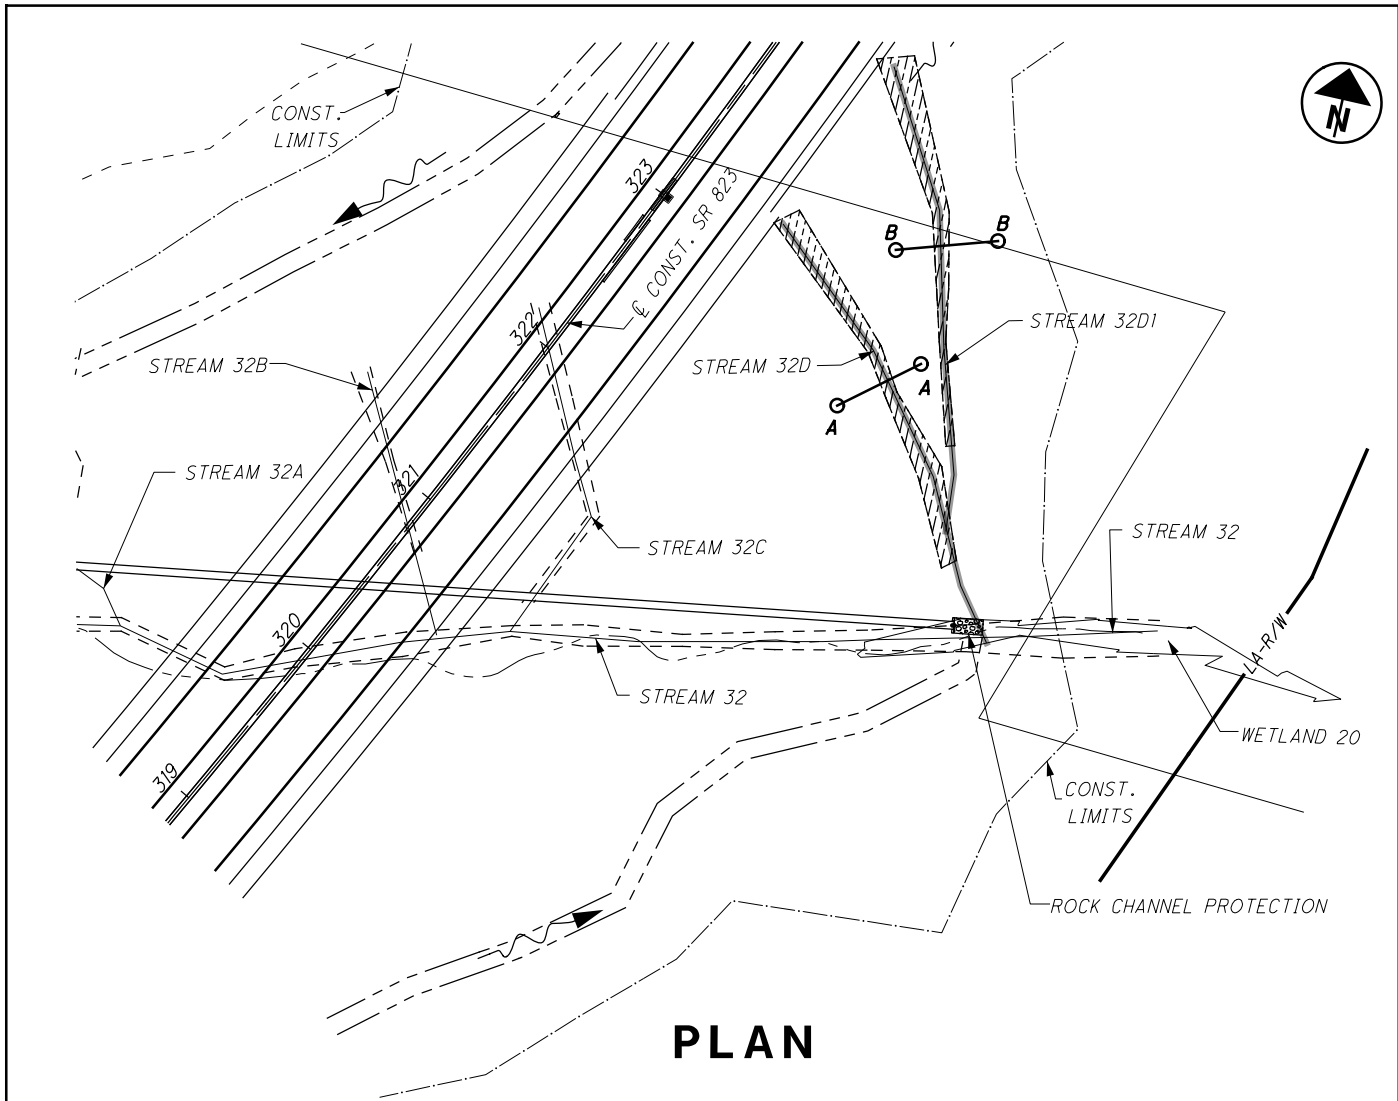 CONST.
LIMITS
N
323
℄ CONST. SR 823
B
B
STREAM 32D1
322
STREAM 32B
STREAM 32D
A
A
STREAM 32A
321
STREAM 32C
STREAM 32
320
LA-R/W
STREAM 32
WETLAND 20
319
CONST.
LIMITS
ROCK CHANNEL PROTECTION
PLAN